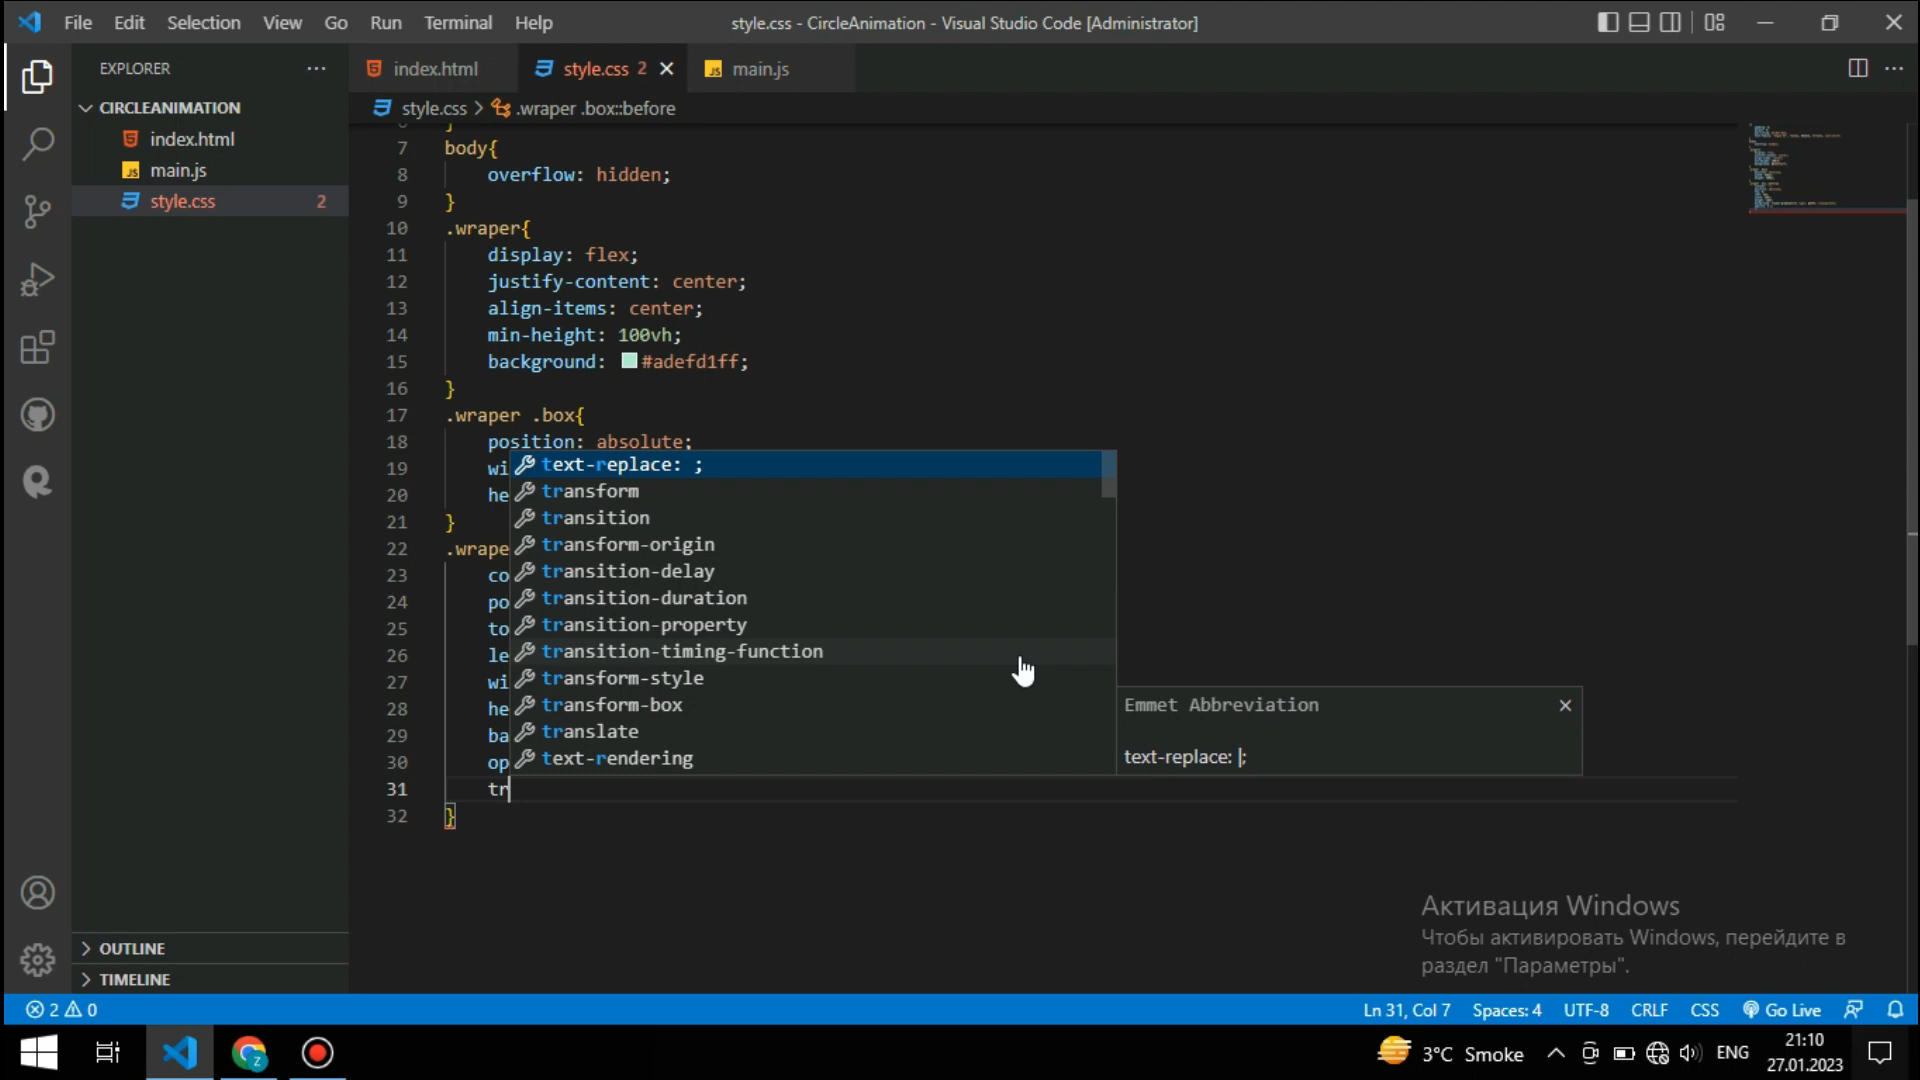 File Edit Selection View Go Run Terminal Help
style.css - CircleAnimation - Visual Studio Code [Administrator]
EXPLORER
CIRCLEANIMATION
index.html
main.js
style.css 2
OUTLINE
TIMELINE
index.html
style.css 2
main.js
style.css > .wraper .box::before
7 body{
8 overflow: hidden;
9 }
10 .wraper{
11 display: flex;
12 justify-content: center;
13 align-items: center;
14 min-height: 100vh;
15 background: #adefd1ff;
16 }
17 .wraper .box{
18 position: absolute;
19 wi
20 he
21 }
22 .wrape
23 co
24 po
25 to
26 le
27 wi
28 he
29 ba
30 op
31 tr
32 }
text-replace: ;
transform
transition
transform-origin
transition-delay
transition-duration
transition-property
transition-timing-function
transform-style
transform-box
translate
text-rendering
Emmet Abbreviation
text-replace: |;
Активация Windows
Чтобы активировать Windows, перейдите в
раздел "Параметры".
2 0
Ln 31, Col 7 Spaces: 4 UTF-8 CRLF CSS Go Live
3°C Smoke ENG
21:10
27.01.2023